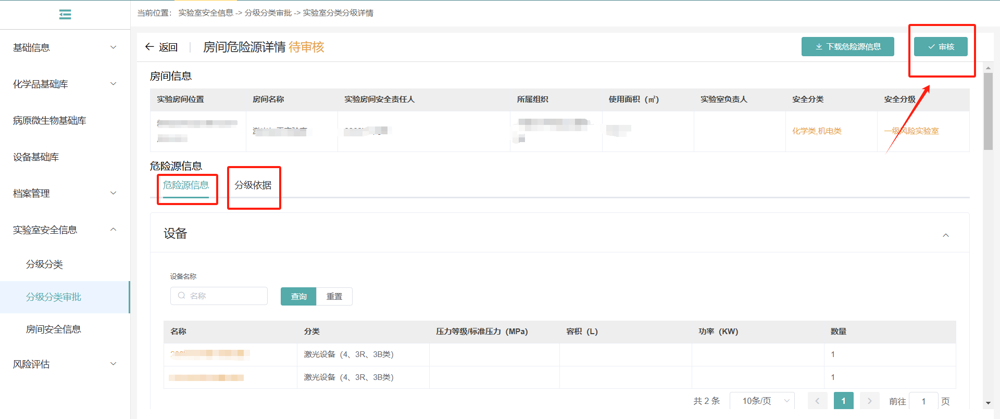 当前位置： 实验室安全信息 -> 分级分类审批 -> 实验室分类分级详情
基础信息
化学品基础库
病原微生物基础库
设备基础库
档案管理
实验室安全信息
分级分类
分级分类审批
房间安全信息
风险评估
返回 房间危险源详情 待审核 下载危险源信息 审核
房间信息
实验房间位置 房间名称 实验房间安全责任人 所属组织 使用面积（㎡） 实验室负责人 安全分类 安全分级
化学类,机电类 一级风险实验室
危险源信息
危险源信息 分级依据
设备
设备名称
名称 查询 重置
名称 分类 压力等级/标准压力（MPa） 容积（L） 功率（KW） 数量
激光设备（4、3R、3B类） 1
激光设备（4、3R、3B类） 1
共 2 条 10条/页 1 前往 1 页